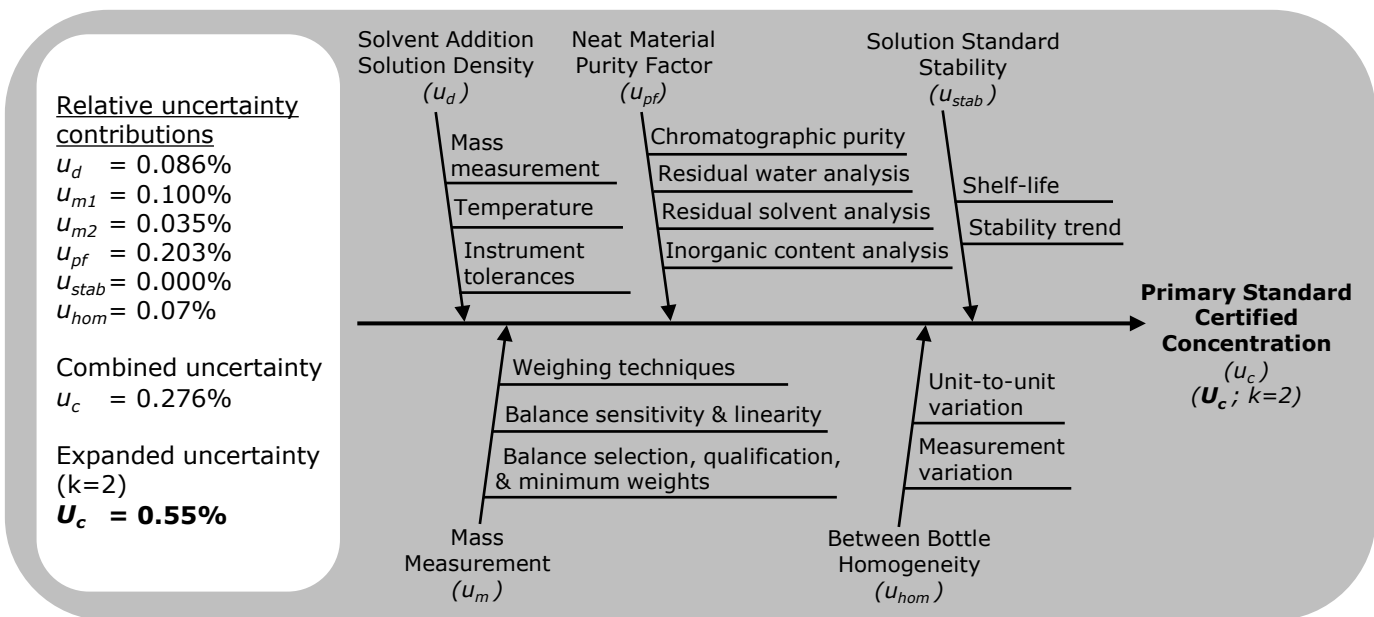 Relative uncertainty
contributions
u_d = 0.086%
u_m1 = 0.100%
u_m2 = 0.035%
u_pf = 0.203%
u_stab = 0.000%
u_hom = 0.07%
Combined uncertainty
u_c = 0.276%
Expanded uncertainty
(k=2)
U_c = 0.55%
Solvent Addition
Solution Density
(u_d)
Mass
measurement
Temperature
Instrument
tolerances
Neat Material
Purity Factor
(u_pf)
Chromatographic purity
Residual water analysis
Residual solvent analysis
Inorganic content analysis
Solution Standard
Stability
(u_stab)
Shelf-life
Stability trend
Primary Standard
Certified
Concentration
(u_c)
(U_c; k=2)
Weighing techniques
Balance sensitivity & linearity
Balance selection, qualification,
& minimum weights
Mass
Measurement
(u_m)
Unit-to-unit
variation
Measurement
variation
Between Bottle
Homogeneity
(u_hom)